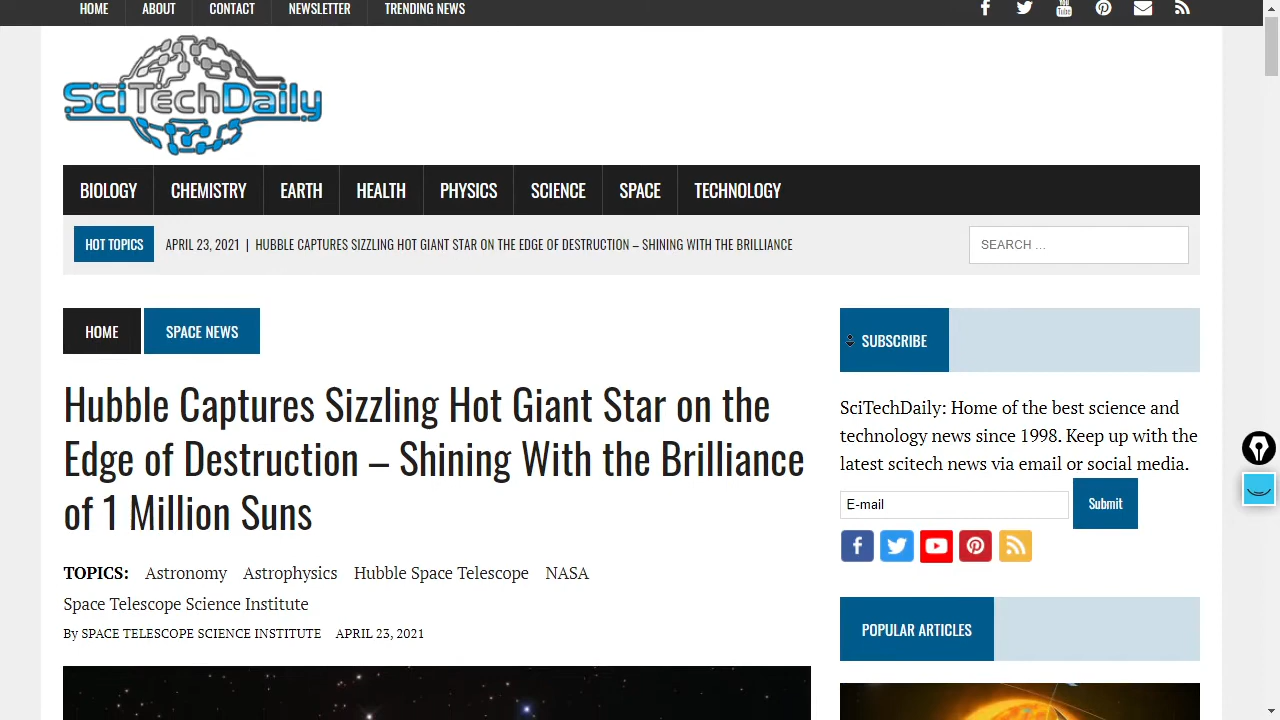 HOME ABOUT CONTACT NEWSLETTER TRENDING NEWS
SciTechDaily
BIOLOGY CHEMISTRY EARTH HEALTH PHYSICS SCIENCE SPACE TECHNOLOGY
HOT TOPICS APRIL 23, 2021 | HUBBLE CAPTURES SIZZLING HOT GIANT STAR ON THE EDGE OF DESTRUCTION – SHINING WITH THE BRILLIANCE SEARCH …
HOME SPACE NEWS
Hubble Captures Sizzling Hot Giant Star on the
Edge of Destruction – Shining With the Brilliance
of 1 Million Suns
TOPICS: Astronomy Astrophysics Hubble Space Telescope NASA
Space Telescope Science Institute
By SPACE TELESCOPE SCIENCE INSTITUTE APRIL 23, 2021
SUBSCRIBE
SciTechDaily: Home of the best science and
technology news since 1998. Keep up with the
latest scitech news via email or social media.
E-mail Submit
POPULAR ARTICLES